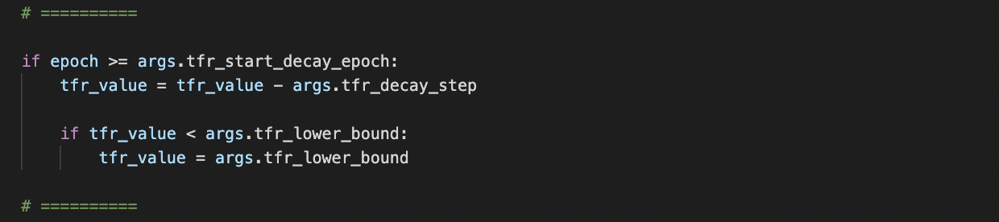 # ==========
if epoch >= args.tfr_start_decay_epoch:
    tfr_value = tfr_value - args.tfr_decay_step
    if tfr_value < args.tfr_lower_bound:
        tfr_value = args.tfr_lower_bound
# ==========